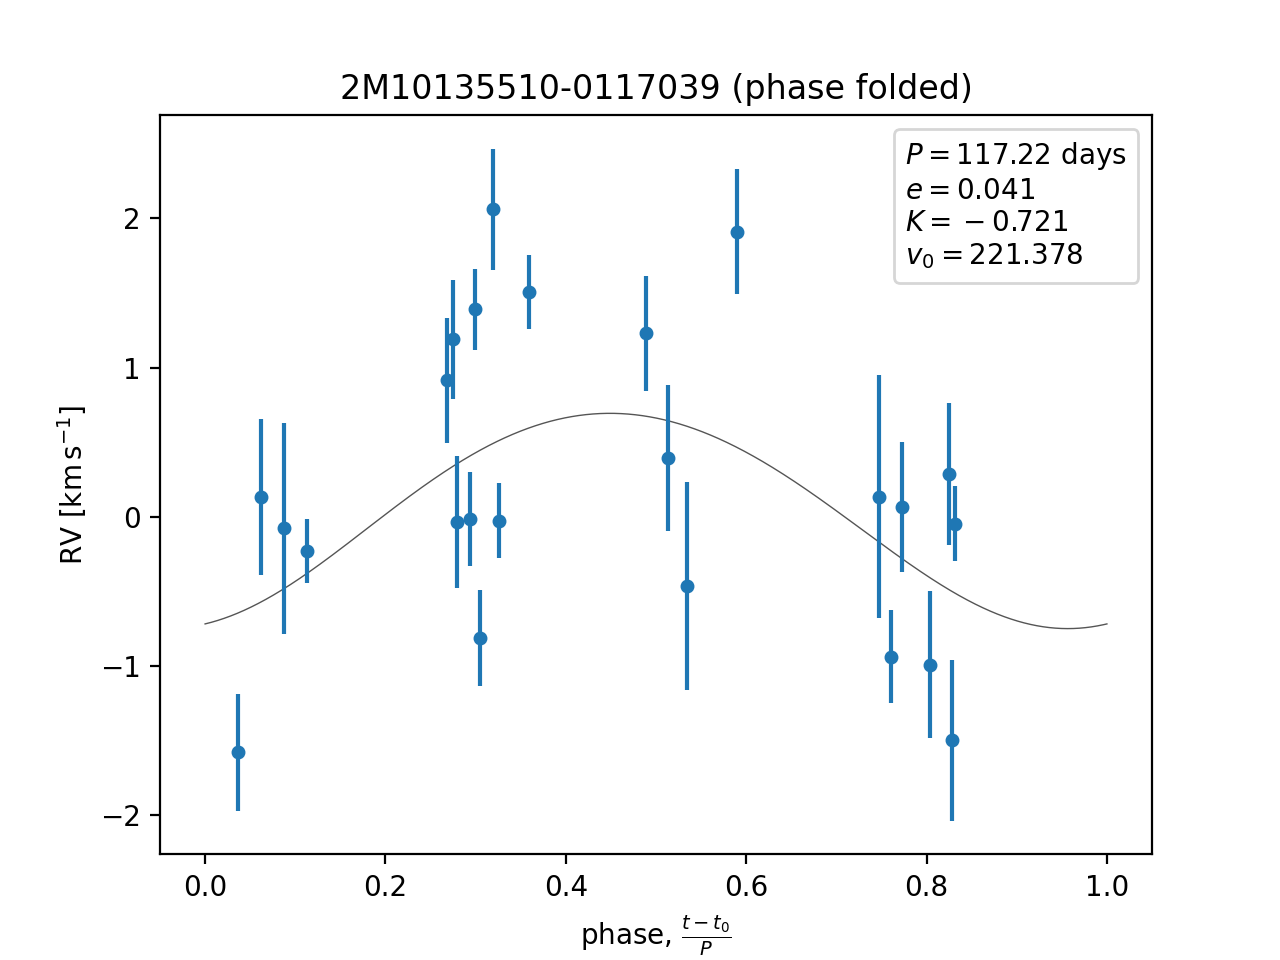 2M10135510-0117039 (phase folded)
P = 117.22 days
e = 0.041
K = −0.721
v₀ = 221.378
RV [km s⁻¹]
2
1
0
−1
−2
0.0 0.2 0.4 0.6 0.8 1.0
phase, (t − t₀)/P